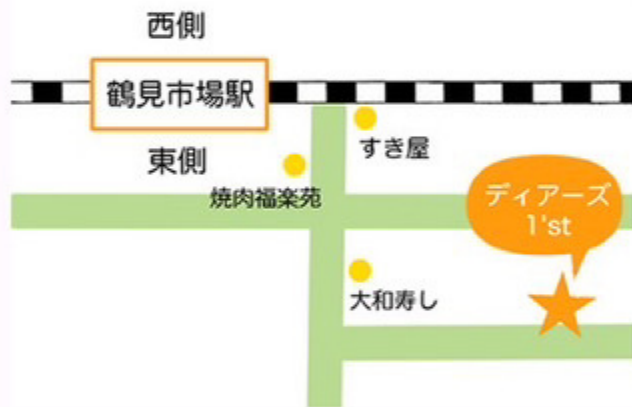 西側
鶴見市場駅
東側
すき屋
焼肉福楽苑
ディアーズ
1'st
大和寿し